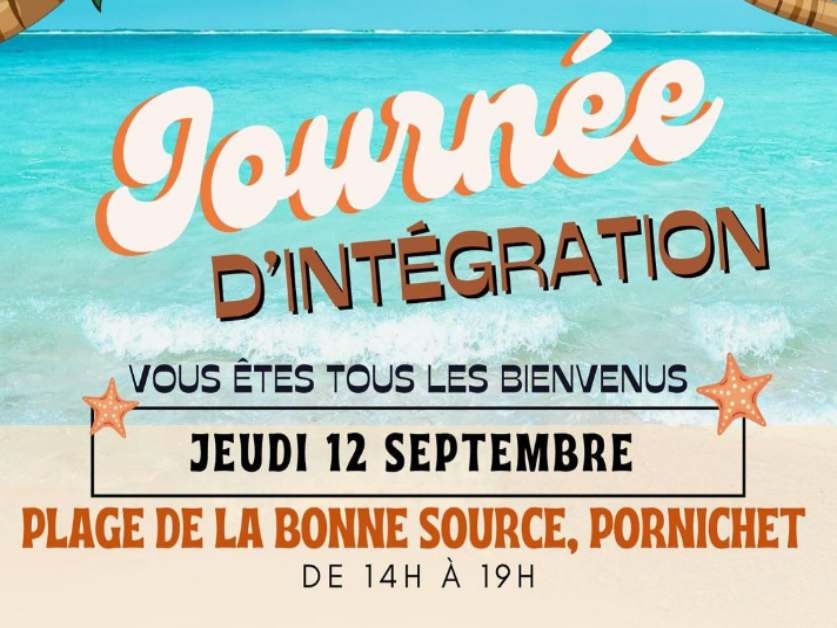 Journée
D'INTÉGRATION
VOUS ÊTES TOUS LES BIENVENUS
JEUDI 12 SEPTEMBRE
PLAGE DE LA BONNE SOURCE, PORNICHET
DE 14H À 19H